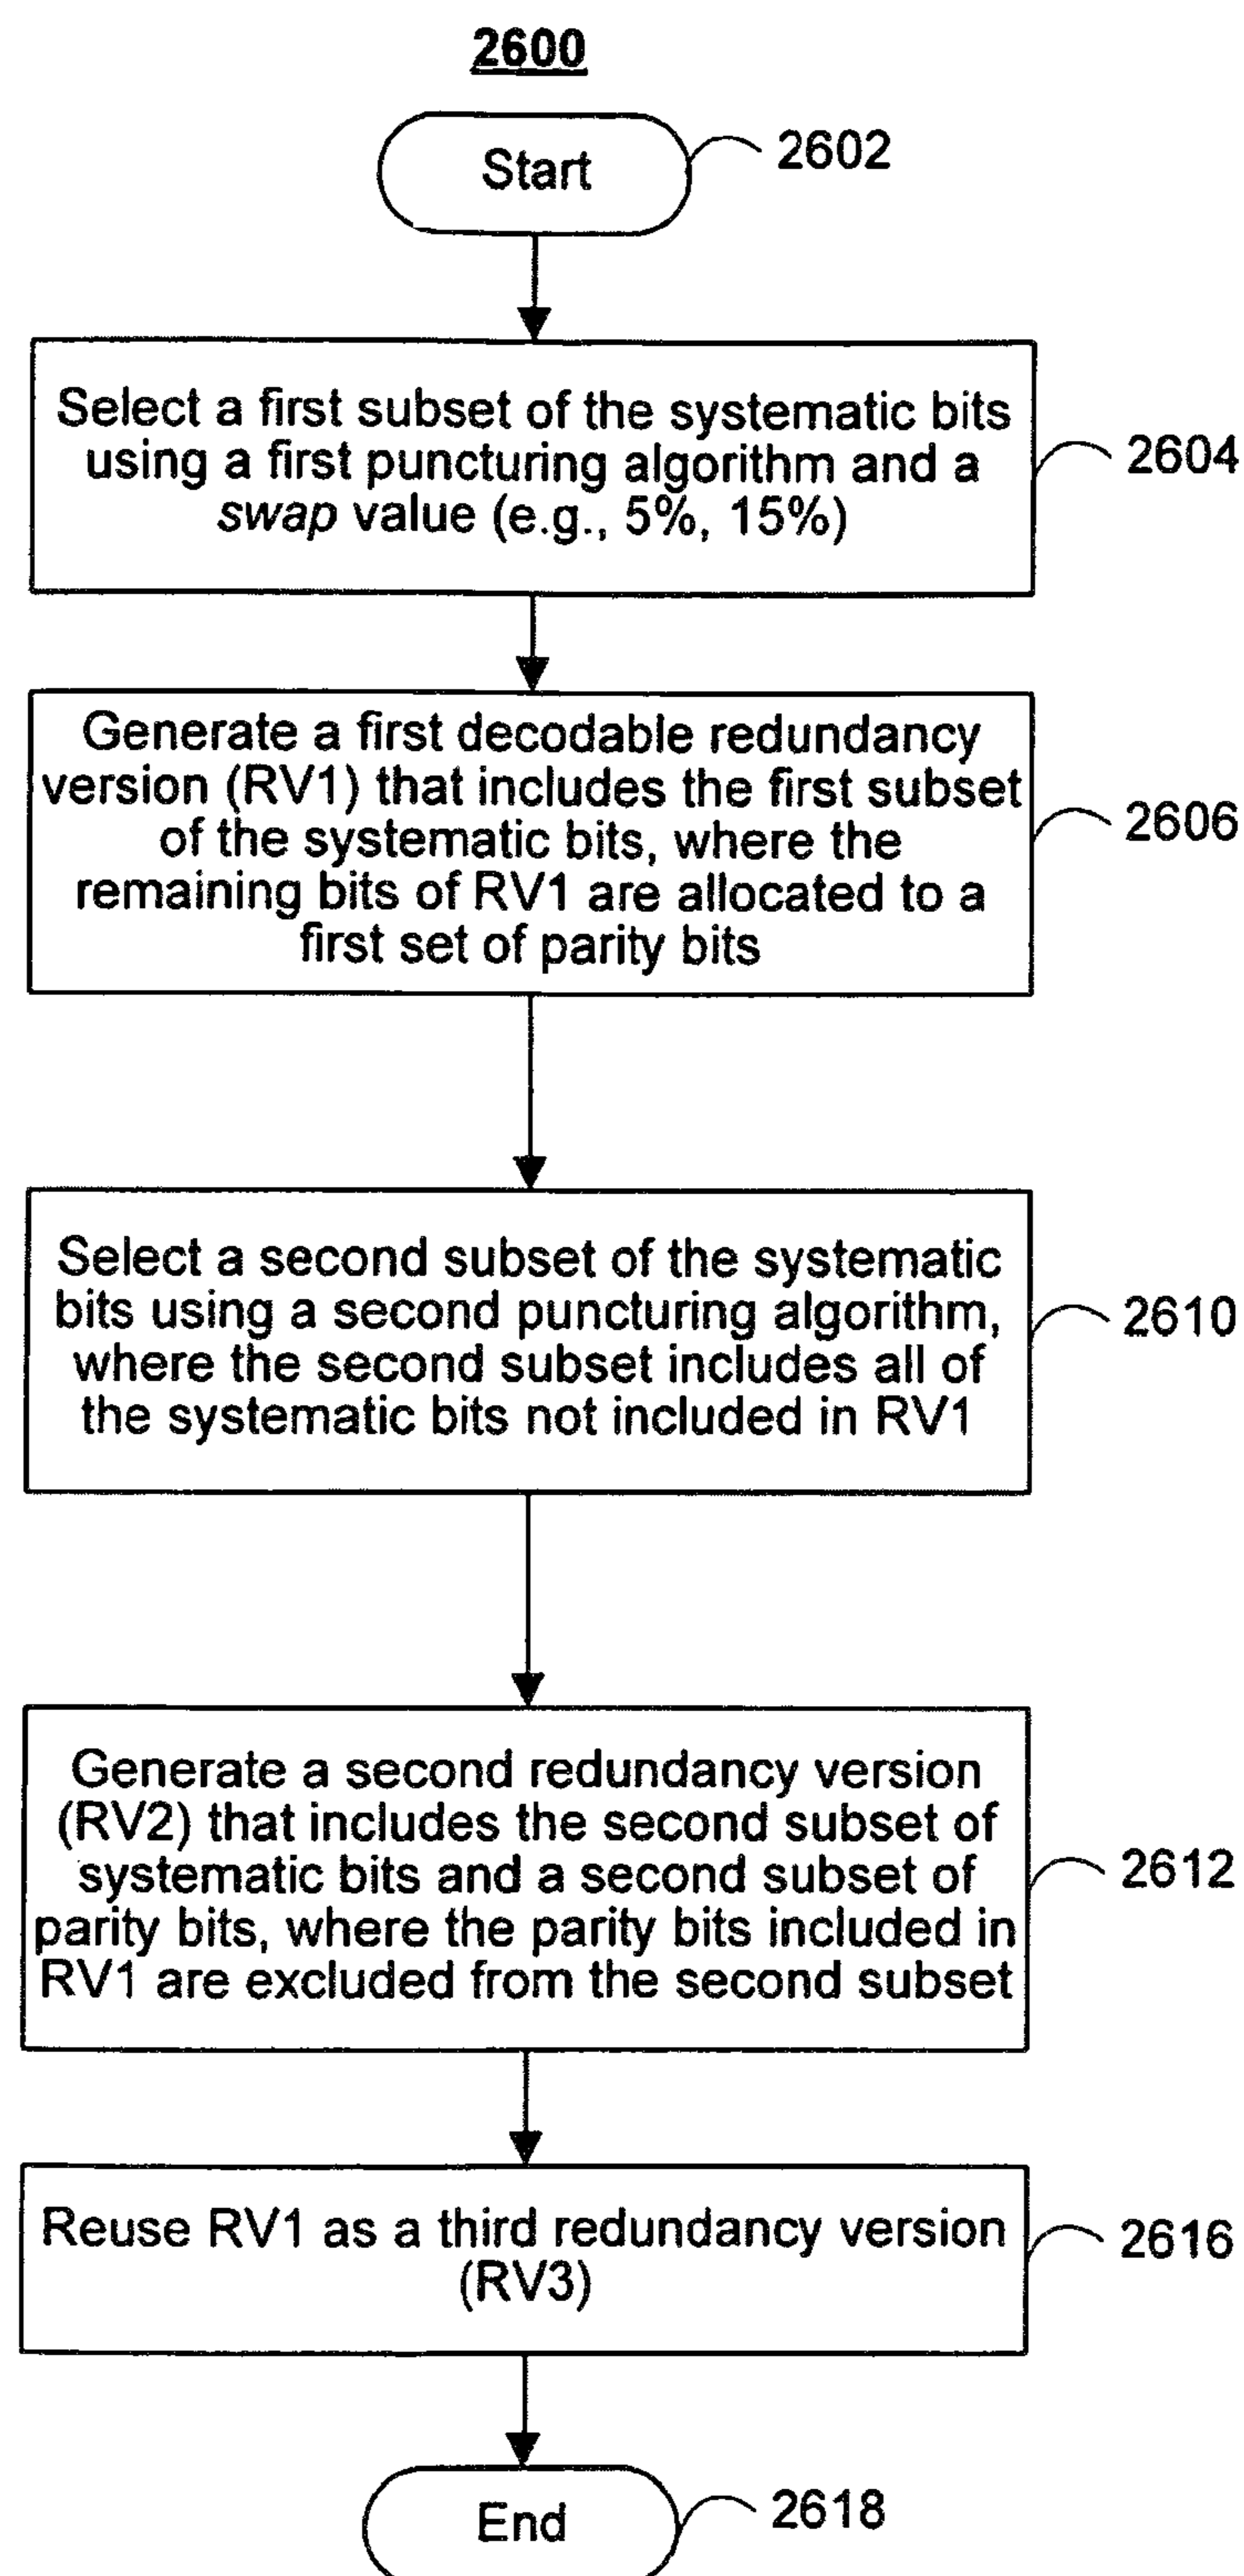 2600
Start
2602
Select a first subset of the systematic bits
using a first puncturing algorithm and a
swap value (e.g., 5%, 15%)
2604
Generate a first decodable redundancy
version (RV1) that includes the first subset
of the systematic bits, where the
remaining bits of RV1 are allocated to a
first set of parity bits
2606
Select a second subset of the systematic
bits using a second puncturing algorithm,
where the second subset includes all of
the systematic bits not included in RV1
2610
Generate a second redundancy version
(RV2) that includes the second subset of
systematic bits and a second subset of
parity bits, where the parity bits included in
RV1 are excluded from the second subset
2612
Reuse RV1 as a third redundancy version
(RV3)
2616
End
2618